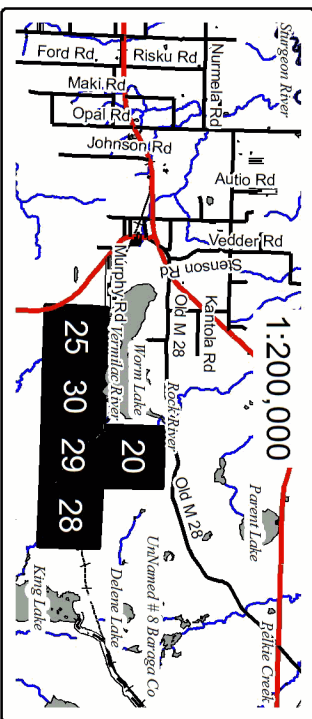 Sturgeon River
Ford Rd
Risku Rd
Nurmela Rd
Maki Rd
Opal Rd
Johnson Rd
Autio Rd
Vedder Rd
Stenson Rd
Murphy Rd
Old M 28
Kantola Rd
1:200,000
Vermilac River
Worm Lake
Rock River
25 30 29 28
20
Old M 28
Parent Lake
Pelkie Creek
UnNamed # 8 Baraga Co
Delene Lake
King Lake